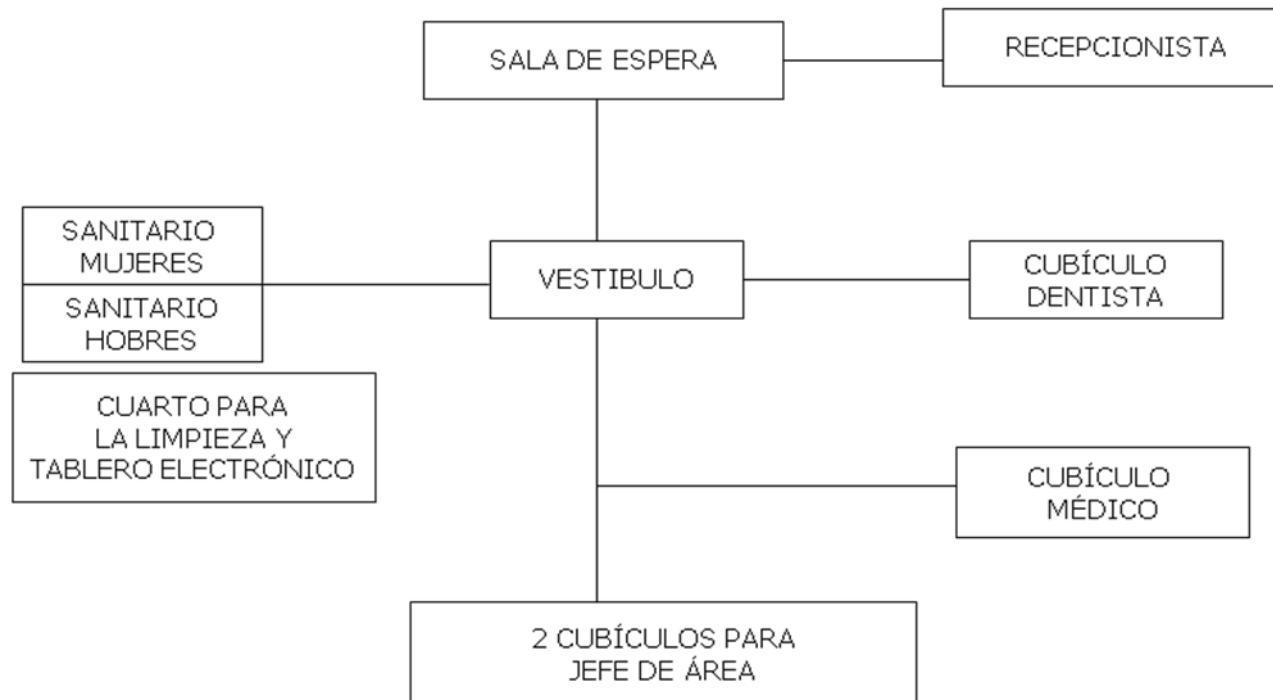 SALA DE ESPERA
RECEPCIONISTA
SANITARIO
MUJERES
SANITARIO
HOBRES
VESTIBULO
CUBÍCULO
DENTISTA
CUARTO PARA
LA LIMPIEZA Y
TABLERO ELECTRÓNICO
CUBÍCULO
MÉDICO
2 CUBÍCULOS PARA
JEFE DE ÁREA